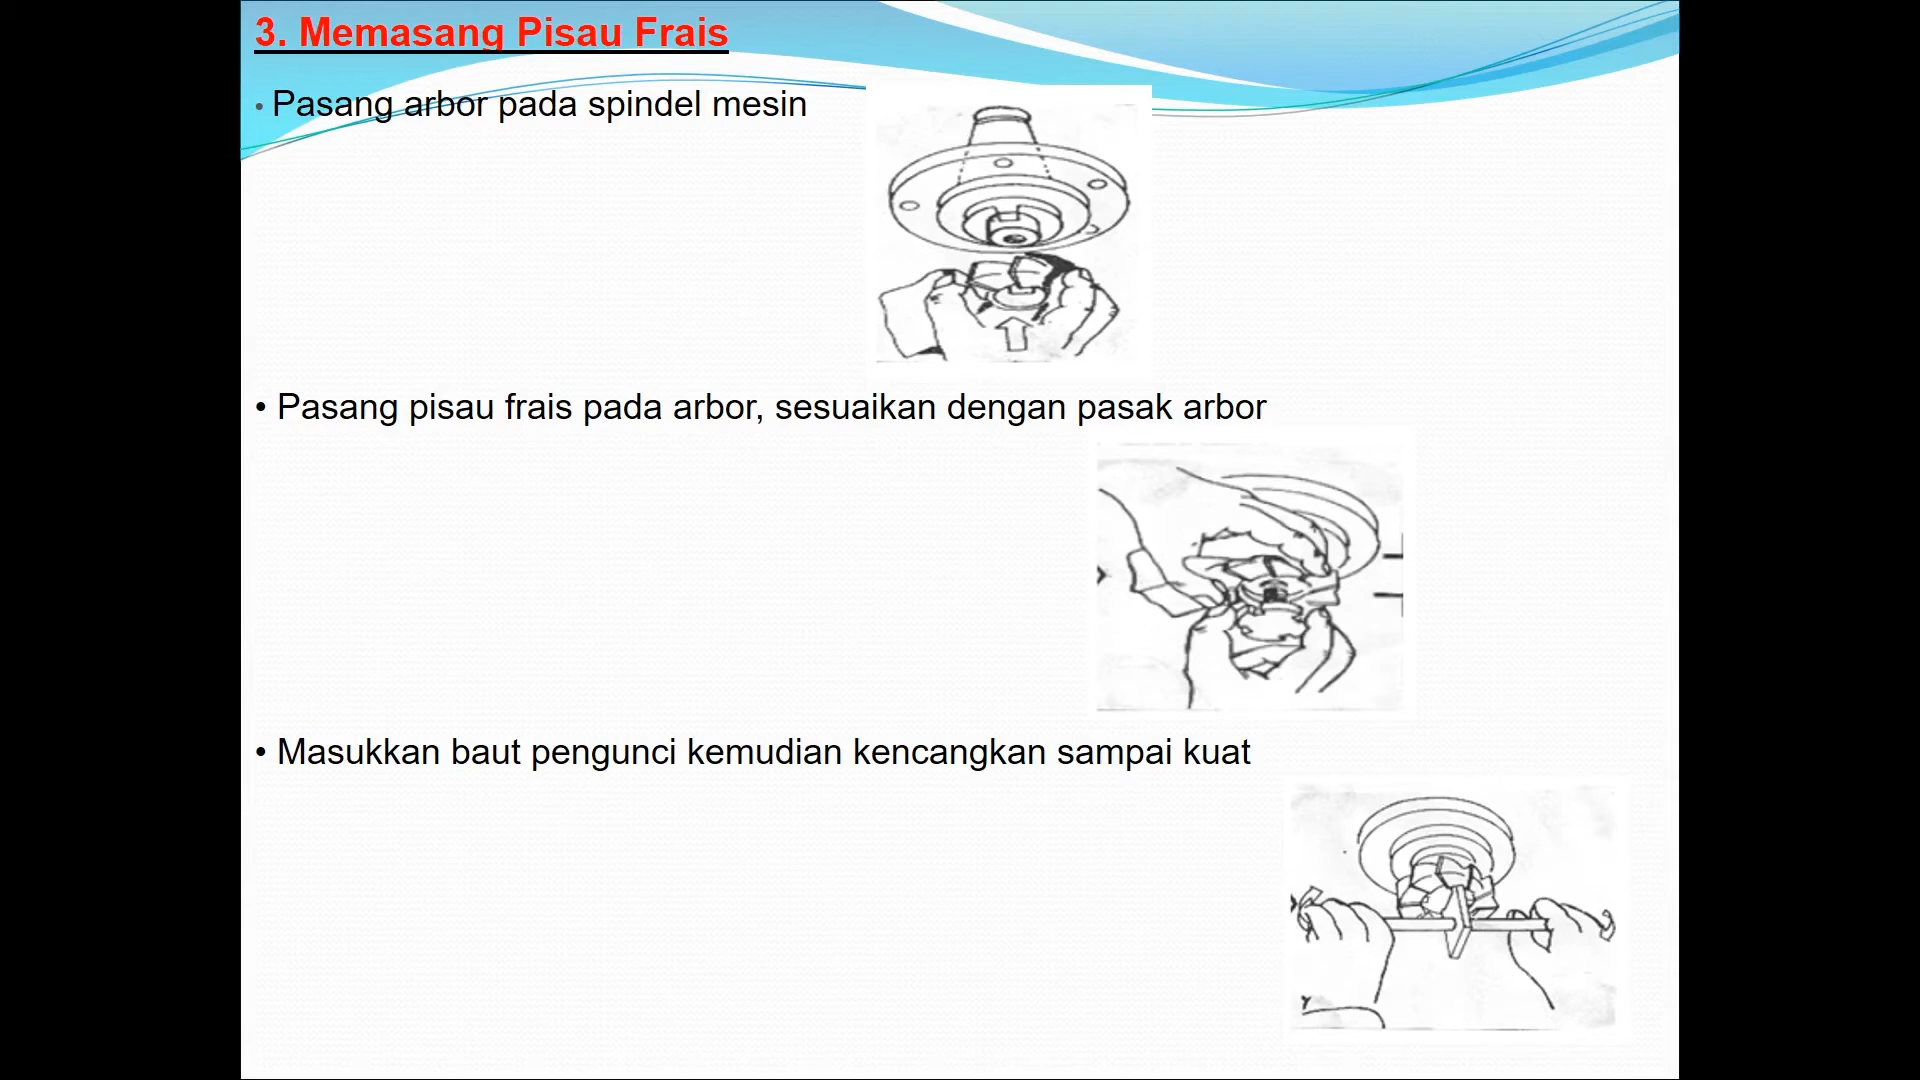 3. Memasang Pisau Frais
• Pasang arbor pada spindel mesin
• Pasang pisau frais pada arbor, sesuaikan dengan pasak arbor
• Masukkan baut pengunci kemudian kencangkan sampai kuat